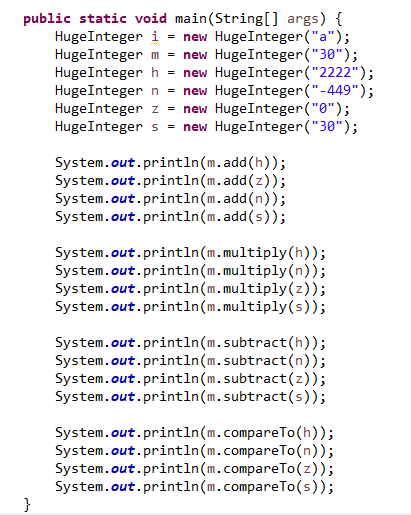 public static void main(String[] args) {
    HugeInteger i = new HugeInteger("a");
    HugeInteger m = new HugeInteger("30");
    HugeInteger h = new HugeInteger("2222");
    HugeInteger n = new HugeInteger("-449");
    HugeInteger z = new HugeInteger("0");
    HugeInteger s = new HugeInteger("30");

    System.out.println(m.add(h));
    System.out.println(m.add(z));
    System.out.println(m.add(n));
    System.out.println(m.add(s));

    System.out.println(m.multiply(h));
    System.out.println(m.multiply(n));
    System.out.println(m.multiply(z));
    System.out.println(m.multiply(s));

    System.out.println(m.subtract(h));
    System.out.println(m.subtract(n));
    System.out.println(m.subtract(z));
    System.out.println(m.subtract(s));

    System.out.println(m.compareTo(h));
    System.out.println(m.compareTo(n));
    System.out.println(m.compareTo(z));
    System.out.println(m.compareTo(s));
}